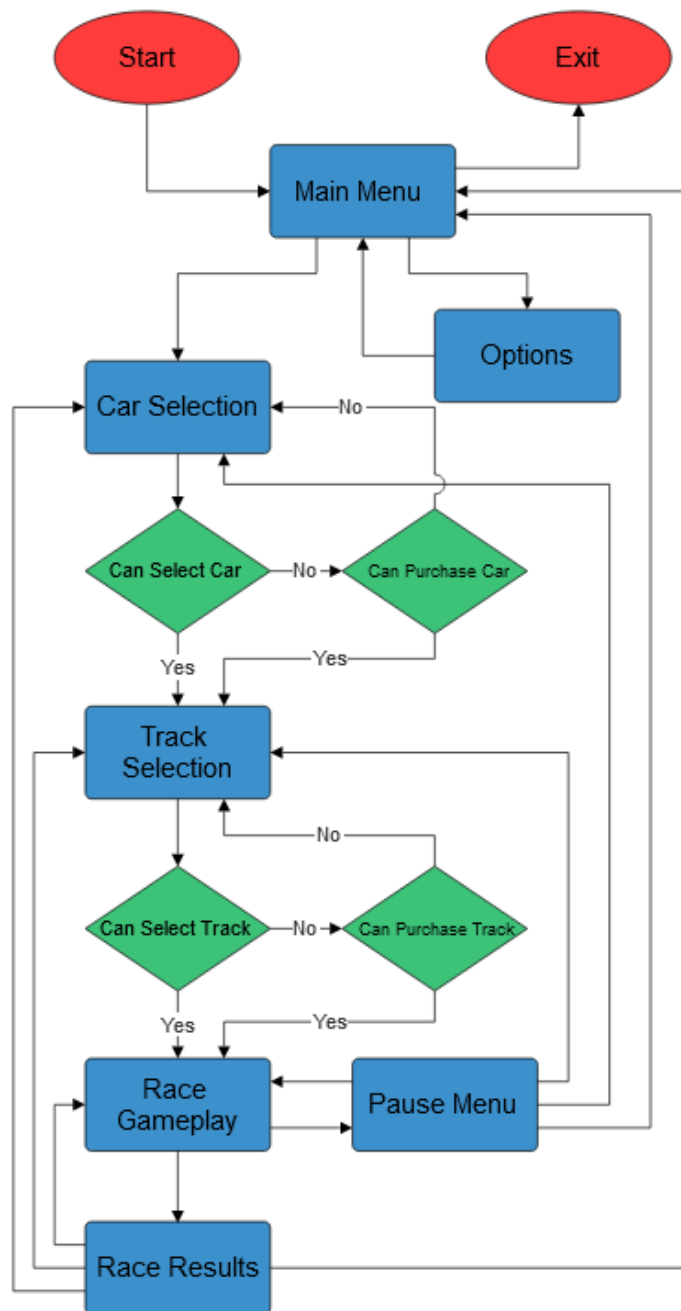 Start
Exit
Main Menu
Options
Car Selection
No
Can Select Car
No
Can Purchase Car
Yes
Yes
Track
Selection
No
Can Select Track
No
Can Purchase Track
Yes
Yes
Race
Gameplay
Pause Menu
Race Results